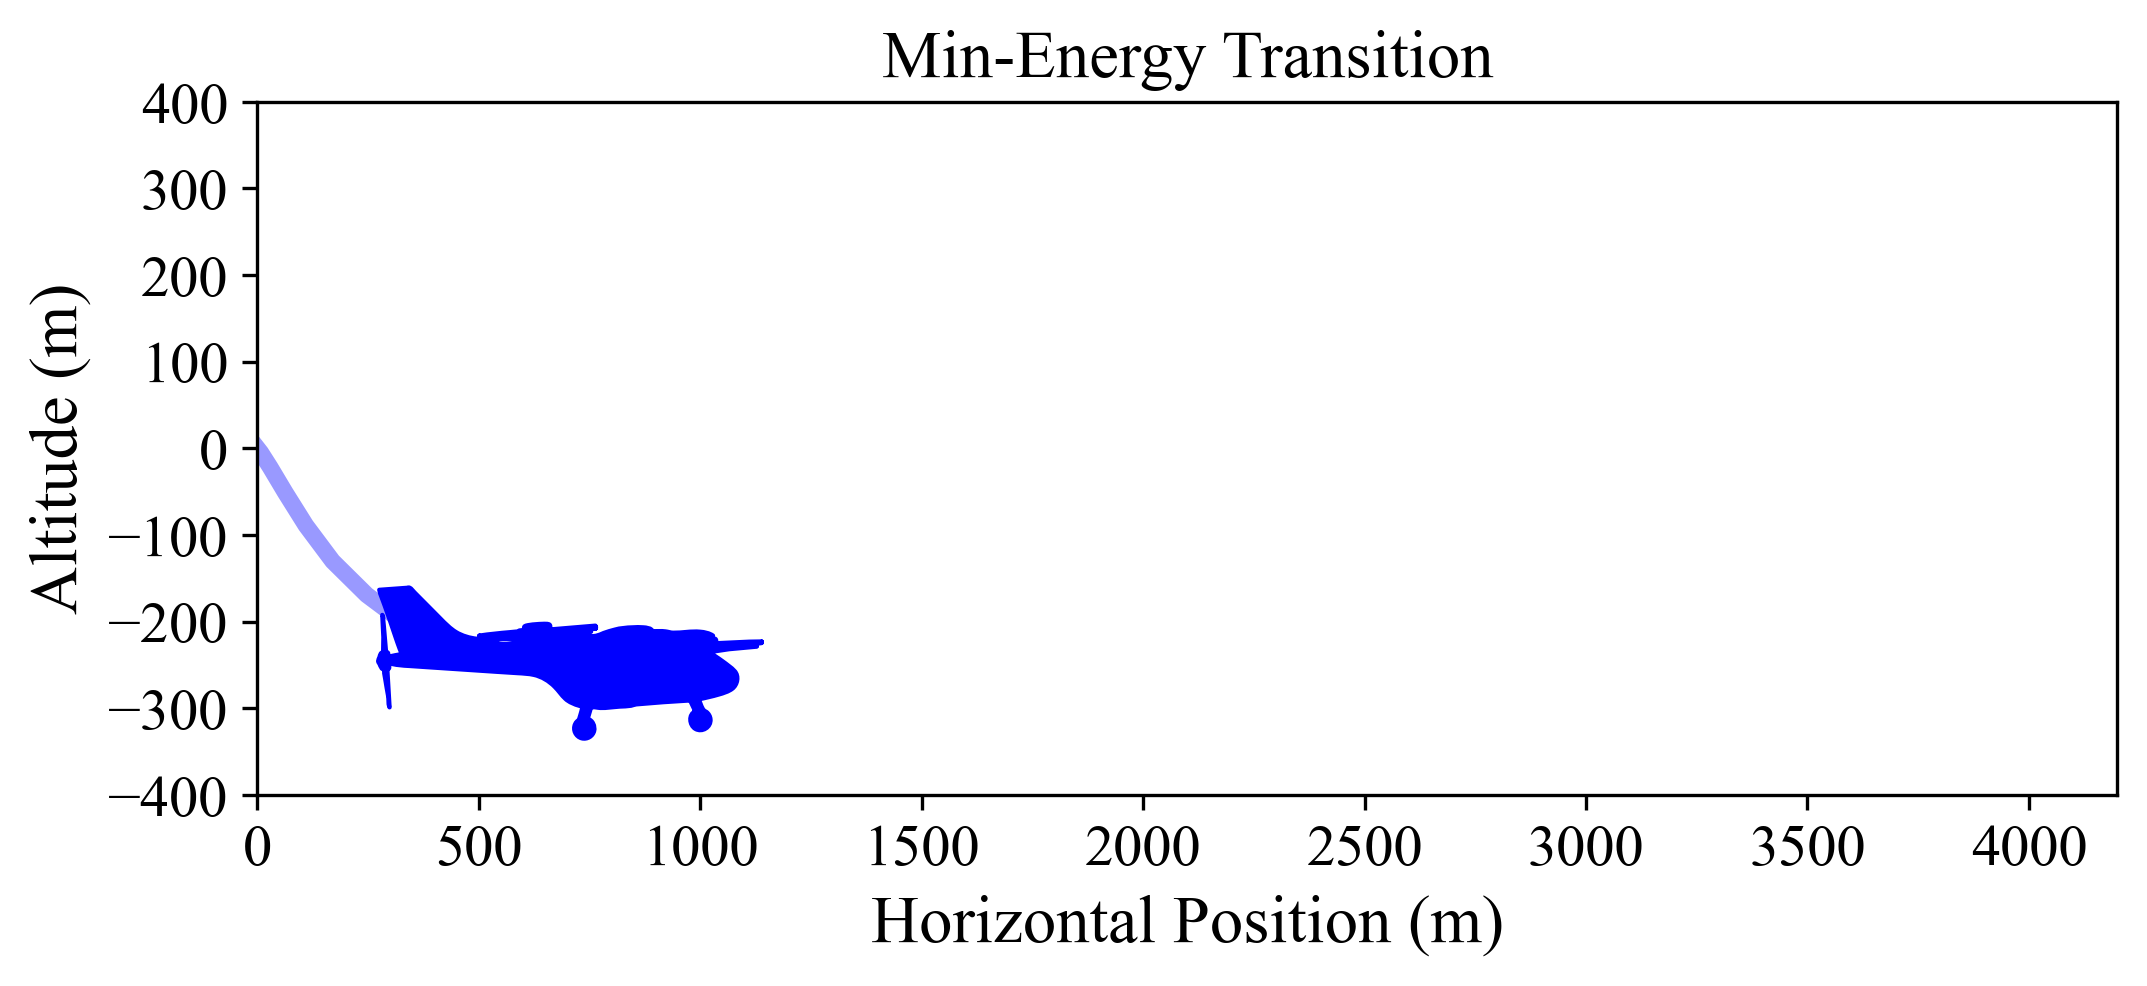 Min-Energy Transition
400
300
200
100
0
−100
−200
−300
−400
Altitude (m)
0 500 1000 1500 2000 2500 3000 3500 4000
Horizontal Position (m)